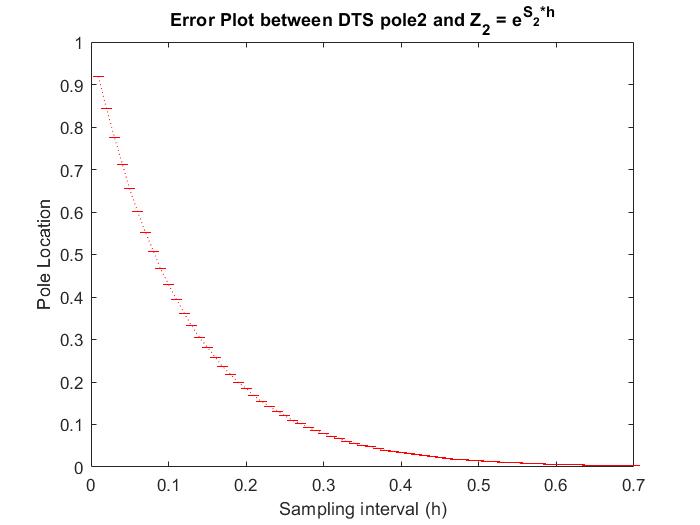 Error Plot between DTS pole2 and Z2 = e^S2*h
1
0.9
0.8
0.7
0.6
0.5
0.4
0.3
0.2
0.1
0
Pole Location
0 0.1 0.2 0.3 0.4 0.5 0.6 0.7
Sampling interval (h)